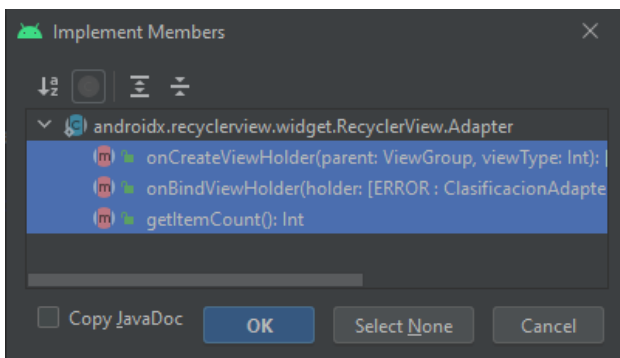 Implement Members
androidx.recyclerview.widget.RecyclerView.Adapter
onCreateViewHolder(parent: ViewGroup, viewType: Int): [
onBindViewHolder(holder: [ERROR : ClasificacionAdapte
getItemCount(): Int
Copy JavaDoc
OK
Select None
Cancel